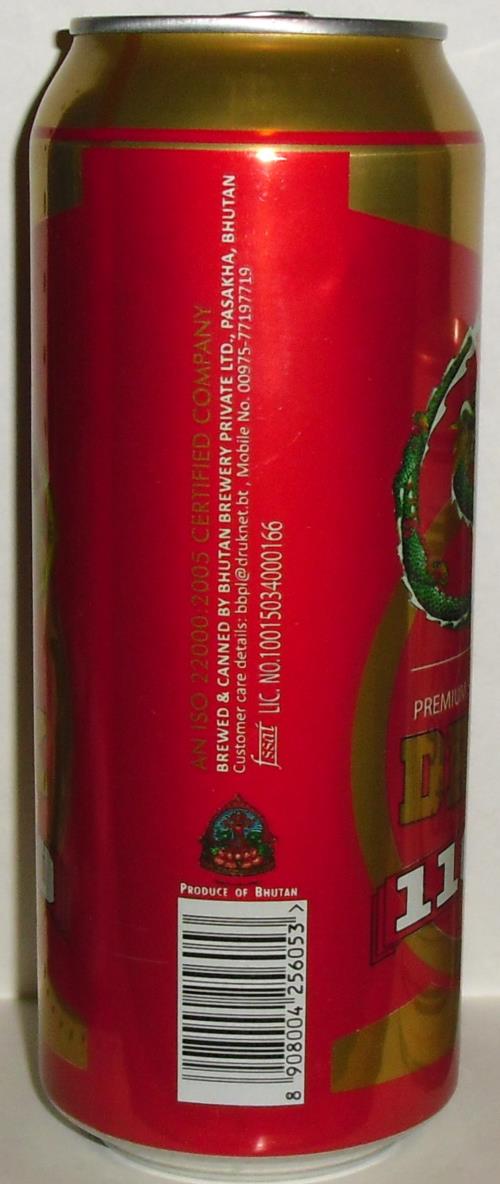 AN ISO 22000:2005 CERTIFIED COMPANY
BREWED & CANNED BY BHUTAN BREWERY PRIVATE LTD., PASAKHA, BHUTAN
Customer care details: bbpl@druknet.bt , Mobile No. 00975-77197719
fssai LIC. NO.10015034000166
PRODUCE OF BHUTAN
8 908004 256053 >
PREMIUM
11